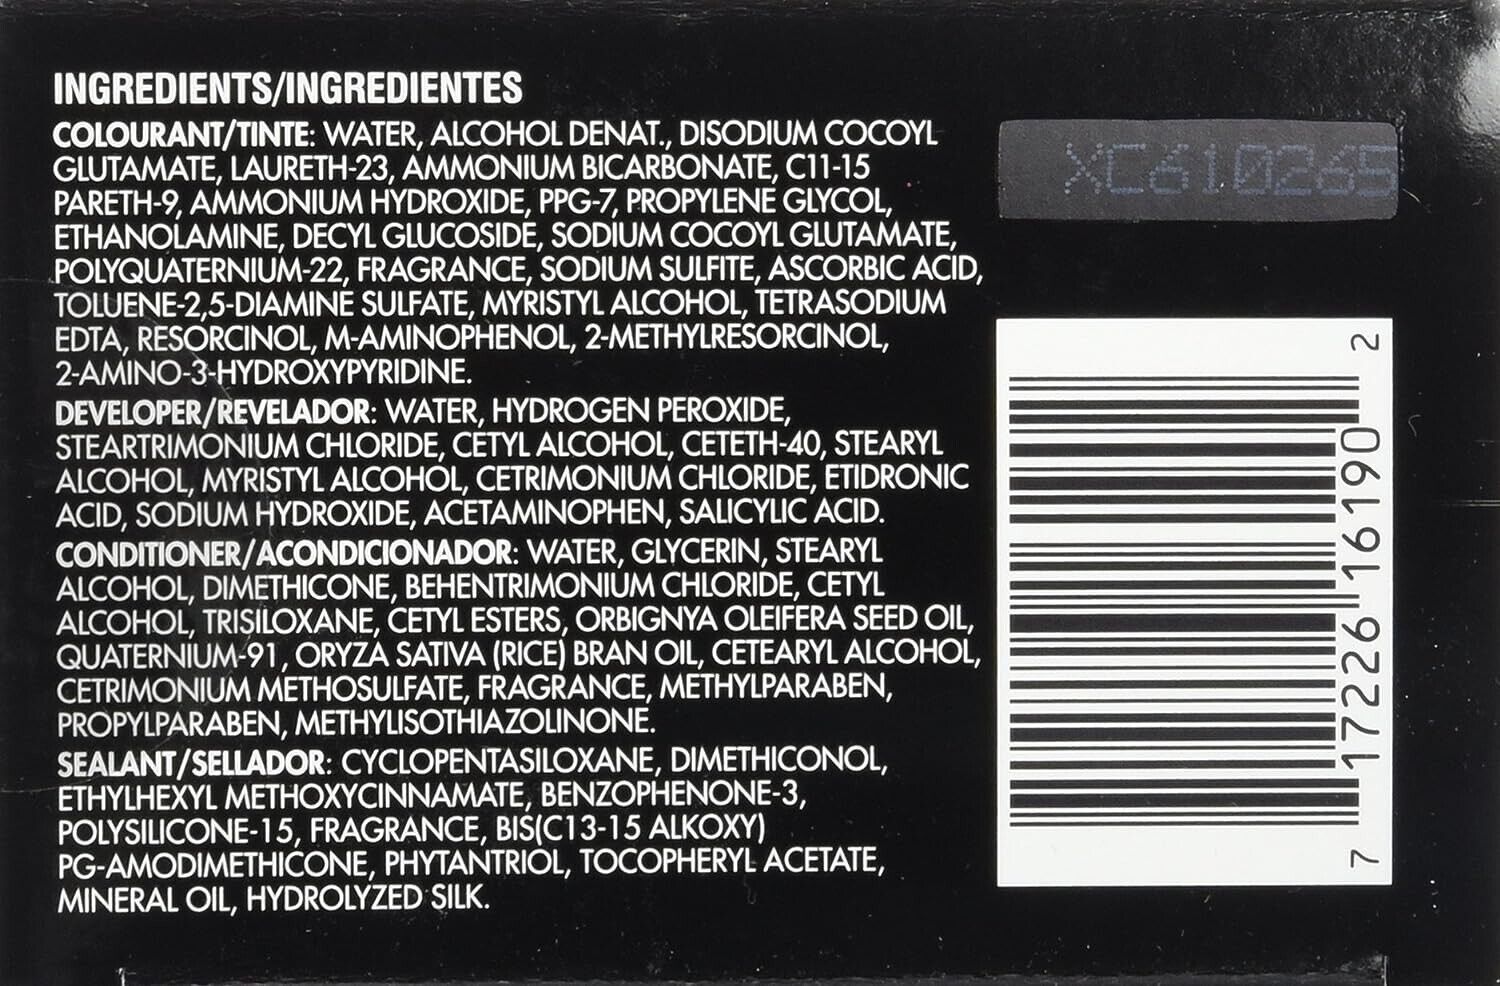 INGREDIENTS/INGREDIENTES
COLOURANT/TINTE: WATER, ALCOHOL DENAT., DISODIUM COCOYL
GLUTAMATE, LAURETH-23, AMMONIUM BICARBONATE, C11-15
PARETH-9, AMMONIUM HYDROXIDE, PPG-7, PROPYLENE GLYCOL,
ETHANOLAMINE, DECYL GLUCOSIDE, SODIUM COCOYL GLUTAMATE,
POLYQUATERNIUM-22, FRAGRANCE, SODIUM SULFITE, ASCORBIC ACID,
TOLUENE-2,5-DIAMINE SULFATE, MYRISTYL ALCOHOL, TETRASODIUM
EDTA, RESORCINOL, M-AMINOPHENOL, 2-METHYLRESORCINOL,
2-AMINO-3-HYDROXYPYRIDINE.
DEVELOPER/REVELADOR: WATER, HYDROGEN PEROXIDE,
STEARTRIMONIUM CHLORIDE, CETYL ALCOHOL, CETETH-40, STEARYL
ALCOHOL, MYRISTYL ALCOHOL, CETRIMONIUM CHLORIDE, ETIDRONIC
ACID, SODIUM HYDROXIDE, ACETAMINOPHEN, SALICYLIC ACID.
CONDITIONER/ACONDICIONADOR: WATER, GLYCERIN, STEARYL
ALCOHOL, DIMETHICONE, BEHENTRIMONIUM CHLORIDE, CETYL
ALCOHOL, TRISILOXANE, CETYL ESTERS, ORBIGNYA OLEIFERA SEED OIL,
QUATERNIUM-91, ORYZA SATIVA (RICE) BRAN OIL, CETEARYL ALCOHOL,
CETRIMONIUM METHOSULFATE, FRAGRANCE, METHYLPARABEN,
PROPYLPARABEN, METHYLISOTHIAZOLINONE.
SEALANT/SELLADOR: CYCLOPENTASILOXANE, DIMETHICONOL,
ETHYLHEXYL METHOXYCINNAMATE, BENZOPHENONE-3,
POLYSILICONE-15, FRAGRANCE, BIS(C13-15 ALKOXY)
PG-AMODIMETHICONE, PHYTANTRIOL, TOCOPHERYL ACETATE,
MINERAL OIL, HYDROLYZED SILK.
XC610265
7 17226 16190 2